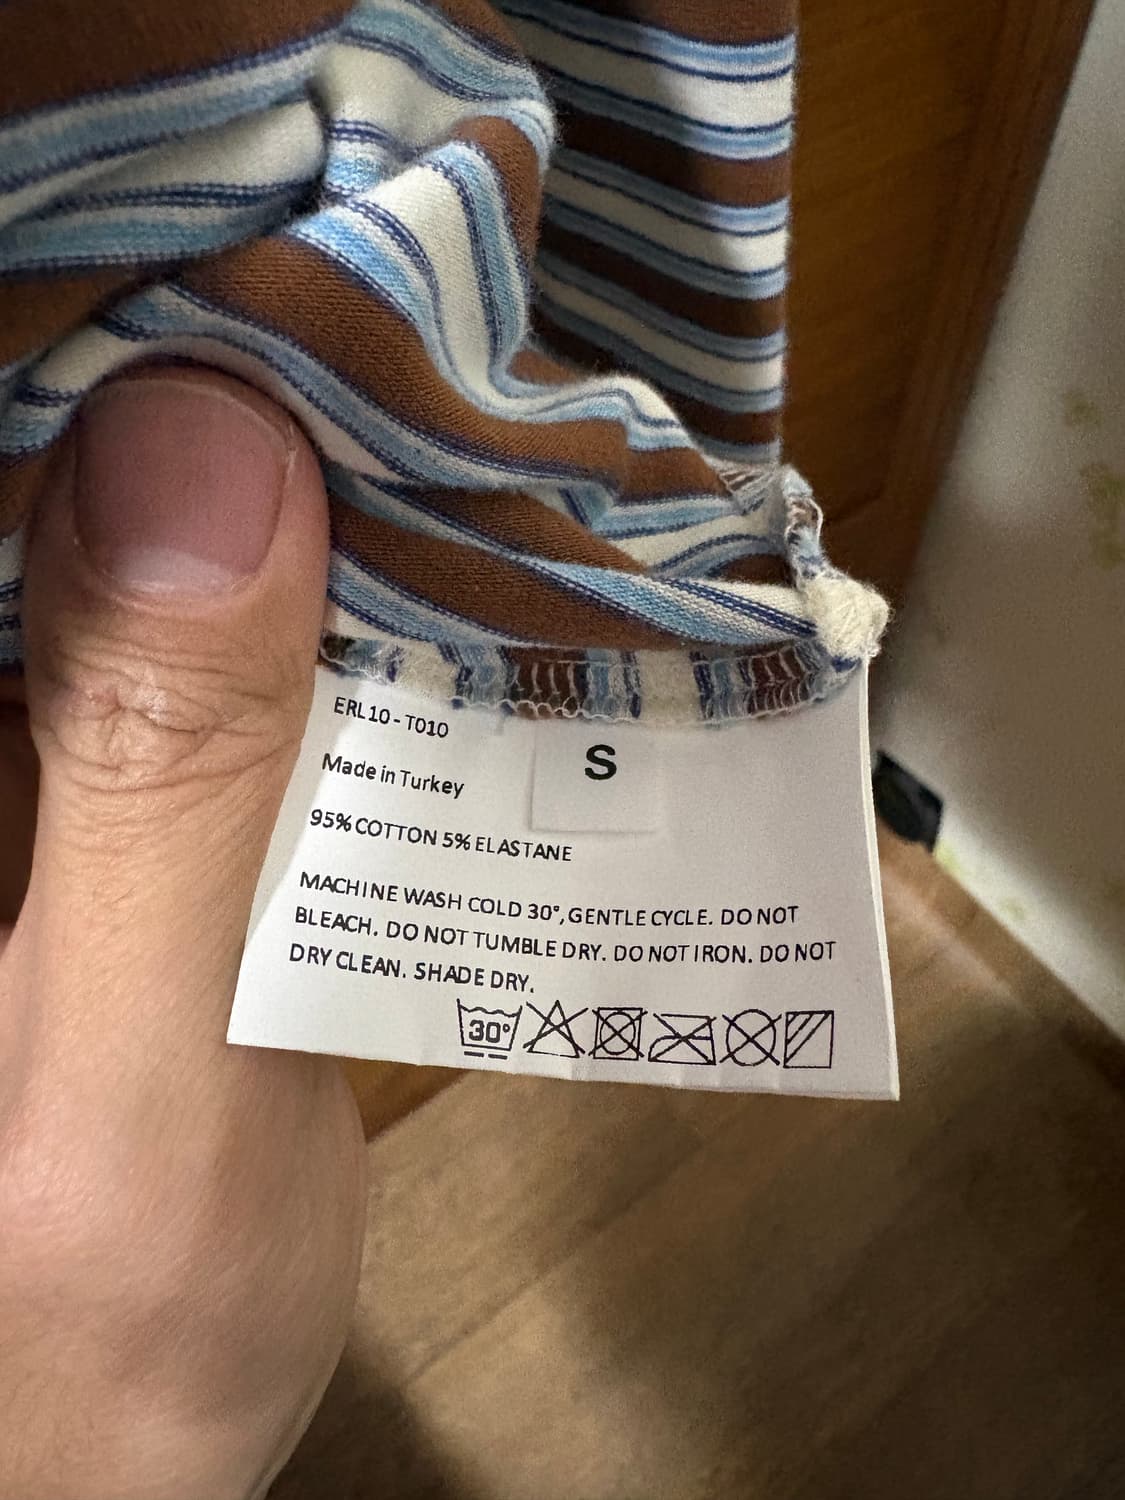 ERL10-T010
S
Made in Turkey
95% COTTON 5% ELASTANE
MACHINE WASH COLD 30°, GENTLE CYCLE. DO NOT
BLEACH. DO NOT TUMBLE DRY. DO NOT IRON. DO NOT
DRY CLEAN. SHADE DRY.
30°